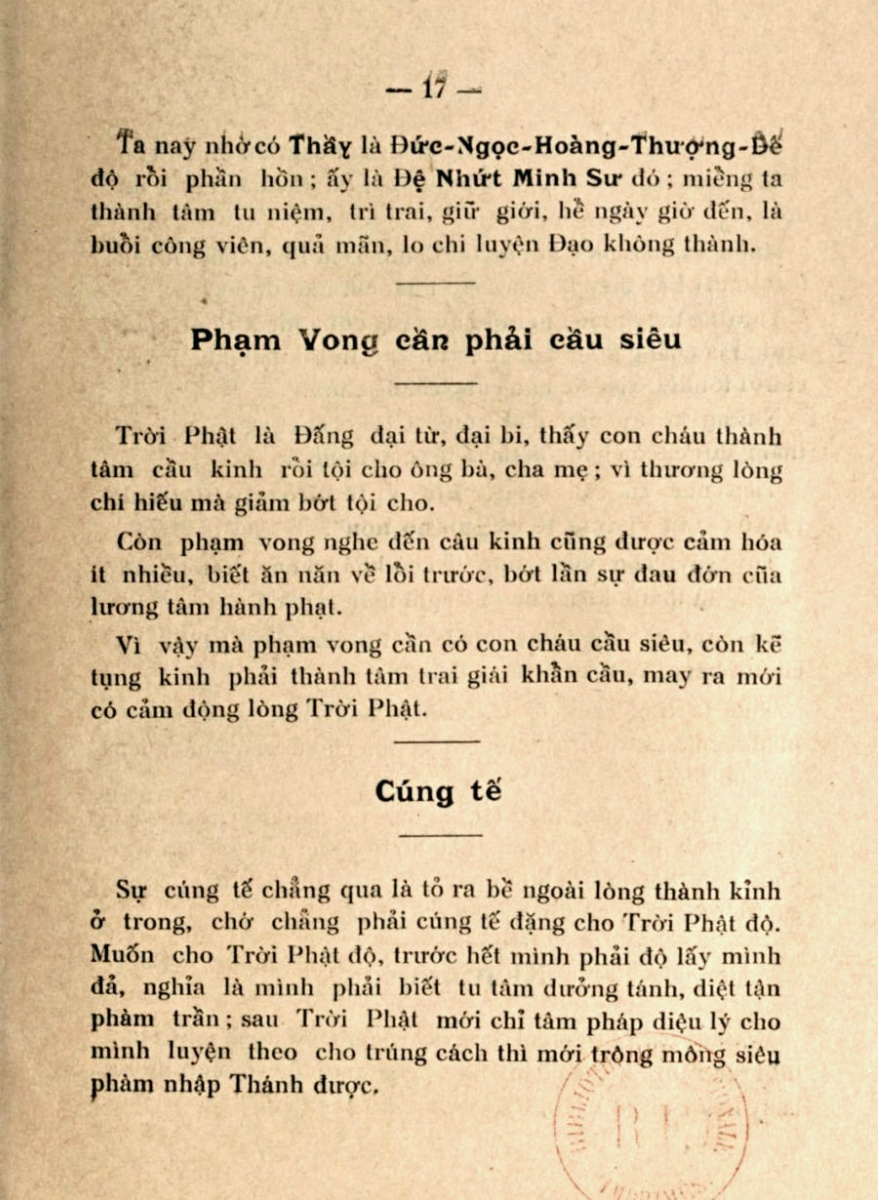 — 17 —
Ta nay nhờ có Thầy là Đức-Ngọc-Hoàng-Thượng-Đế
độ rồi phần hồn ; ấy là Đệ Nhứt Minh Sư đó ; miễng ta
thành tâm tu niệm, trì trai, giữ giới, hễ ngày giờ đến, là
buồi công viên, quả mãn, lo chi luyện Đạo không thành.
Phạm Vong cần phải cầu siêu
Trời Phật là Đấng đại từ, đại bi, thấy con cháu thành
tâm cầu kinh rồi tội cho ông bà, cha mẹ ; vì thương lòng
chí hiếu mà giảm bớt tội cho.
Còn phạm vong nghe đến câu kinh cũng được cảm hóa
ít nhiều, biết ăn năn về lỗi trước, bớt lần sự đau đớn cũa
lương tâm hành phạt.
Vì vậy mà phạm vong cần có con cháu cầu siêu, còn kẽ
tụng kinh phải thành tâm trai giái khẩn cầu, may ra mới
có cảm động lòng Trời Phật.
Cúng tế
Sự cúng tế chẳng qua là tỏ ra bề ngoài lòng thành kỉnh
ở trong, chớ chẳng phải cúng tế đặng cho Trời Phật độ.
Muốn cho Trời Phật độ, trước hết mình phải độ lấy mình
đả, nghỉa là mình phải biết tu tâm dưởng tánh, diệt tận
phàm trần ; sau Trời Phật mới chỉ tâm pháp diệu lý cho
mình luyện theo cho trúng cách thì mới trông mông siêu
phàm nhập Thánh được.